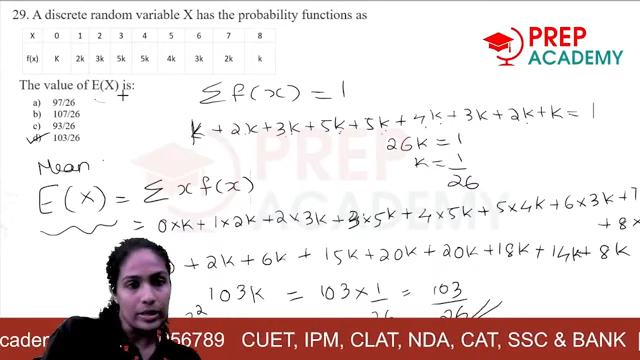 29. A discrete random variable X has the probability functions as
X 0 1 2 3 4 5 6 7 8
f(x) K 2k 3k 5k 5k 4k 3k 2k k
The value of E(X) is:
a) 97/26
b) 107/26
c) 93/26
d) 103/26
PREP
ACADEMY
Σ f(x) = 1
k + 2k + 3k + 5k + 5k + 4k + 3k + 2k + k = 1
26k = 1
k = 1/26
Mean
E(X) = Σ x f(x)
= 0×k + 1×2k + 2×3k + 3×5k + 4×5k + 5×4k + 6×3k + 7
+ 8×
+ 2k + 6k + 15k + 20k + 20k + 18k + 14k + 8k
103k = 103 × 1/26 = 103/26
PREP
ACADEMY
56789 CUET, IPM, CLAT, NDA, CAT, SSC & BANK